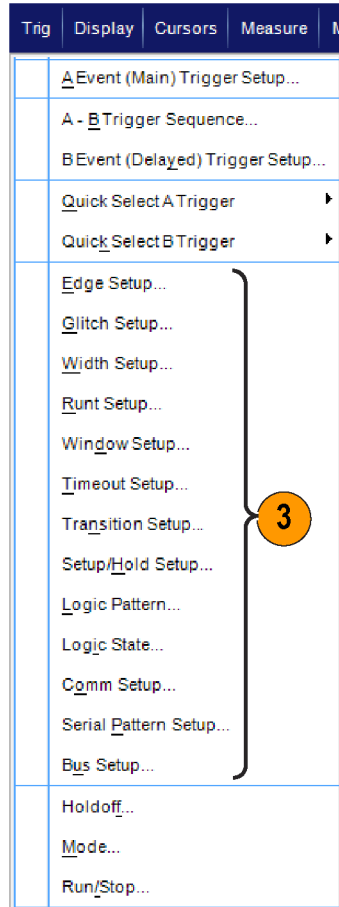 Trig Display Cursors Measure
A Event (Main) Trigger Setup...
A - B Trigger Sequence...
B Event (Delayed) Trigger Setup...
Quick Select A Trigger
Quick Select B Trigger
Edge Setup...
Glitch Setup...
Width Setup...
Runt Setup...
Window Setup...
Timeout Setup...
Transition Setup...
3
Setup/Hold Setup...
Logic Pattern...
Logic State...
Comm Setup...
Serial Pattern Setup...
Bus Setup...
Holdoff...
Mode...
Run/Stop...